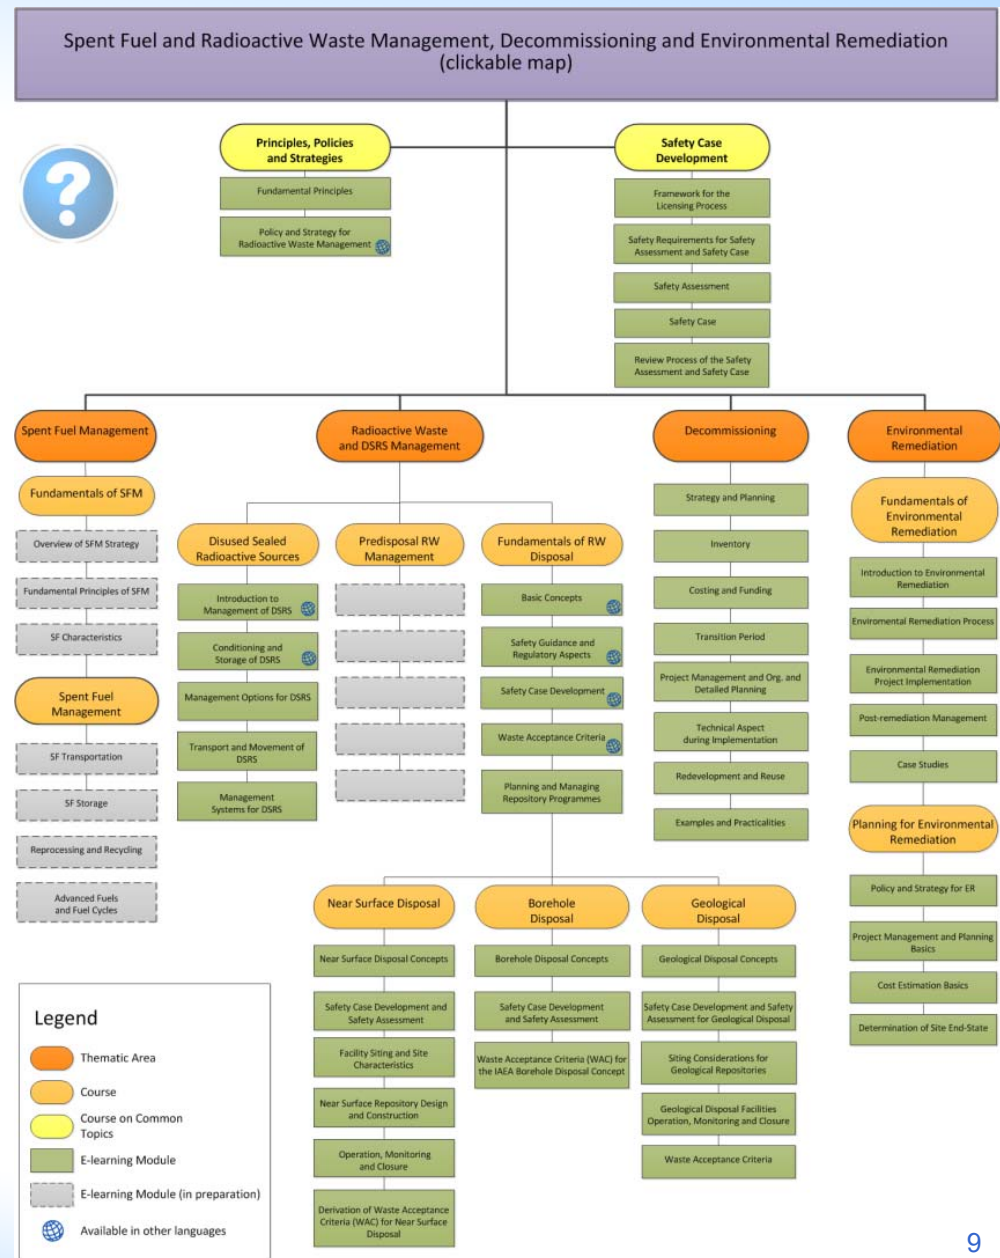 Spent Fuel and Radioactive Waste Management, Decommissioning and Environmental Remediation
(clickable map)
?
Principles, Policies
and Strategies
Fundamental Principles
Policy and Strategy for
Radioactive Waste Management
Safety Case
Development
Framework for the
Licensing Process
Safety Requirements for Safety
Assessment and Safety Case
Safety Assessment
Safety Case
Review Process of the Safety
Assessment and Safety Case
Spent Fuel Management
Fundamentals of SFM
Overview of SFM Strategy
Fundamental Principles of SFM
SF Characteristics
Spent Fuel
Management
SF Transportation
SF Storage
Reprocessing and Recycling
Advanced Fuels
and Fuel Cycles
Radioactive Waste
and DSRS Management
Disused Sealed
Radioactive Sources
Introduction to
Management of DSRS
Conditioning and
Storage of DSRS
Management Options for DSRS
Transport and Movement of
DSRS
Management
Systems for DSRS
Predisposal RW
Management
Fundamentals of RW
Disposal
Basic Concepts
Safety Guidance and
Regulatory Aspects
Safety Case Development
Waste Acceptance Criteria
Planning and Managing
Repository Programmes
Near Surface Disposal
Near Surface Disposal Concepts
Safety Case Development and
Safety Assessment
Facility Siting and Site
Characteristics
Near Surface Repository Design
and Construction
Operation, Monitoring
and Closure
Derivation of Waste Acceptance
Criteria (WAC) for Near Surface
Disposal
Borehole
Disposal
Borehole Disposal Concepts
Safety Case Development
and Safety Assessment
Waste Acceptance Criteria (WAC) for
the IAEA Borehole Disposal Concept
Geological
Disposal
Geological Disposal Concepts
Safety Case Development and Safety
Assessment for Geological Disposal
Siting Considerations for
Geological Repositories
Geological Disposal Facilities
Operation, Monitoring and Closure
Waste Acceptance Criteria
Decommissioning
Strategy and Planning
Inventory
Costing and Funding
Transition Period
Project Management and Org. and
Detailed Planning
Technical Aspect
during Implementation
Redevelopment and Reuse
Examples and Practicalities
Environmental
Remediation
Fundamentals of
Environmental
Remediation
Introduction to Environmental
Remediation
Enviromental Remediation Process
Environmental Remediation
Project Implementation
Post-remediation Management
Case Studies
Planning for Environmental
Remediation
Policy and Strategy for ER
Project Management and Planning
Basics
Cost Estimation Basics
Determination of Site End-State
Legend
Thematic Area
Course
Course on Common
Topics
E-learning Module
E-learning Module (in preparation)
Available in other languages
9